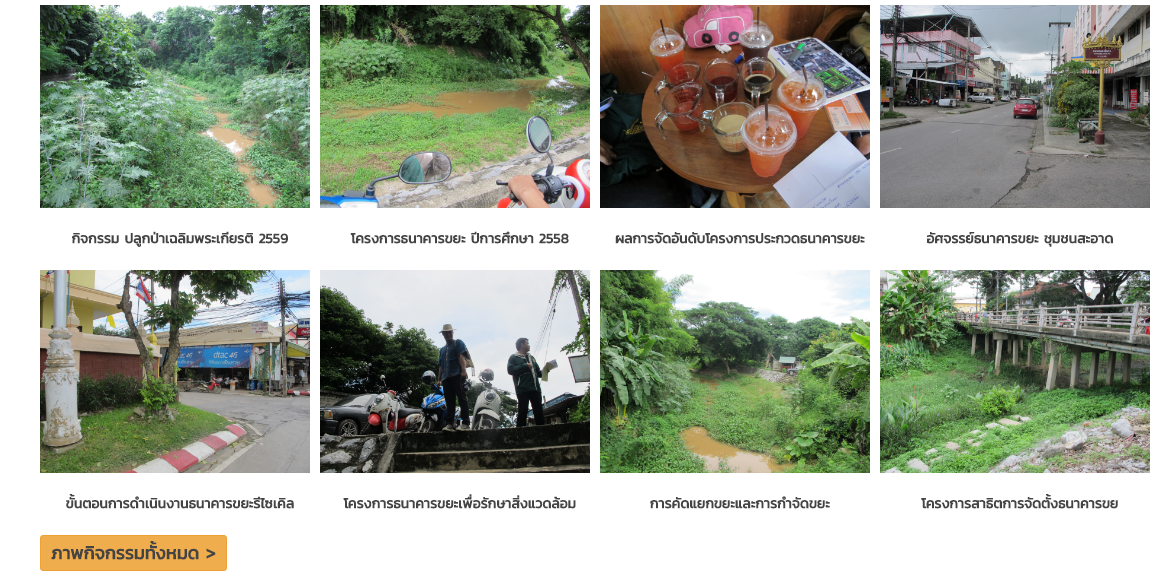 กิจกรรม ปลูกป่าเฉลิมพระเกียรติ 2559
โครงการธนาคารขยะ ปีการศึกษา 2558
ผลการจัดอันดับโครงการประกวดธนาคารขยะ
อัศจรรย์ธนาคารขยะ ชุมชนสะอาด
dtac 4G
dtac 4G
ขั้นตอนการดำเนินงานธนาคารขยะรีไซเคิล
โครงการธนาคารขยะเพื่อรักษาสิ่งแวดล้อม
การคัดแยกขยะและการกำจัดขยะ
โครงการสาธิตการจัดตั้งธนาคารขย
ภาพกิจกรรมทั้งหมด >